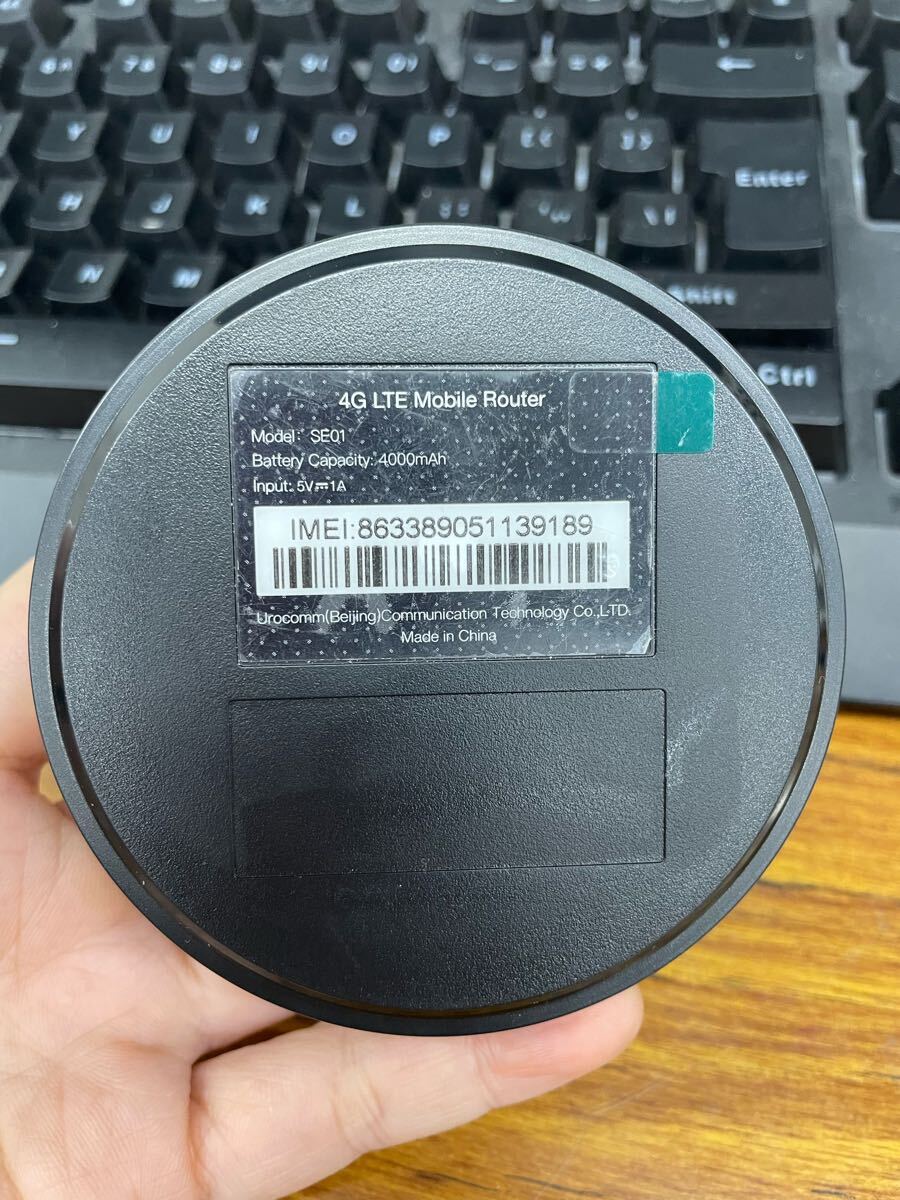 Y U I O P
Enter
H J K L
N M
Shift
Ctrl
4G LTE Mobile Router
Model: SE01
Battery Capacity: 4000mAh
Input: 5V⎓1A
IMEI:863389051139189
Urocomm(Beijing)Communication Technology Co.,LTD.
Made in China